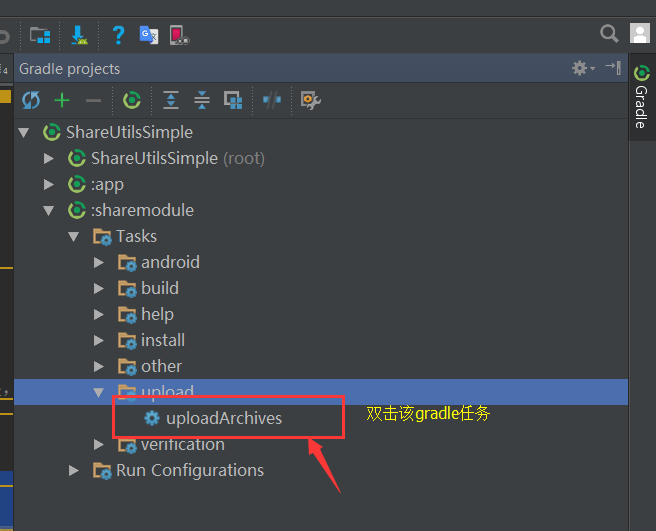 Gradle projects
Gradle
ShareUtilsSimple
ShareUtilsSimple (root)
:app
:sharemodule
Tasks
android
build
help
install
other
upload
uploadArchives
双击该gradle任务
verification
Run Configurations